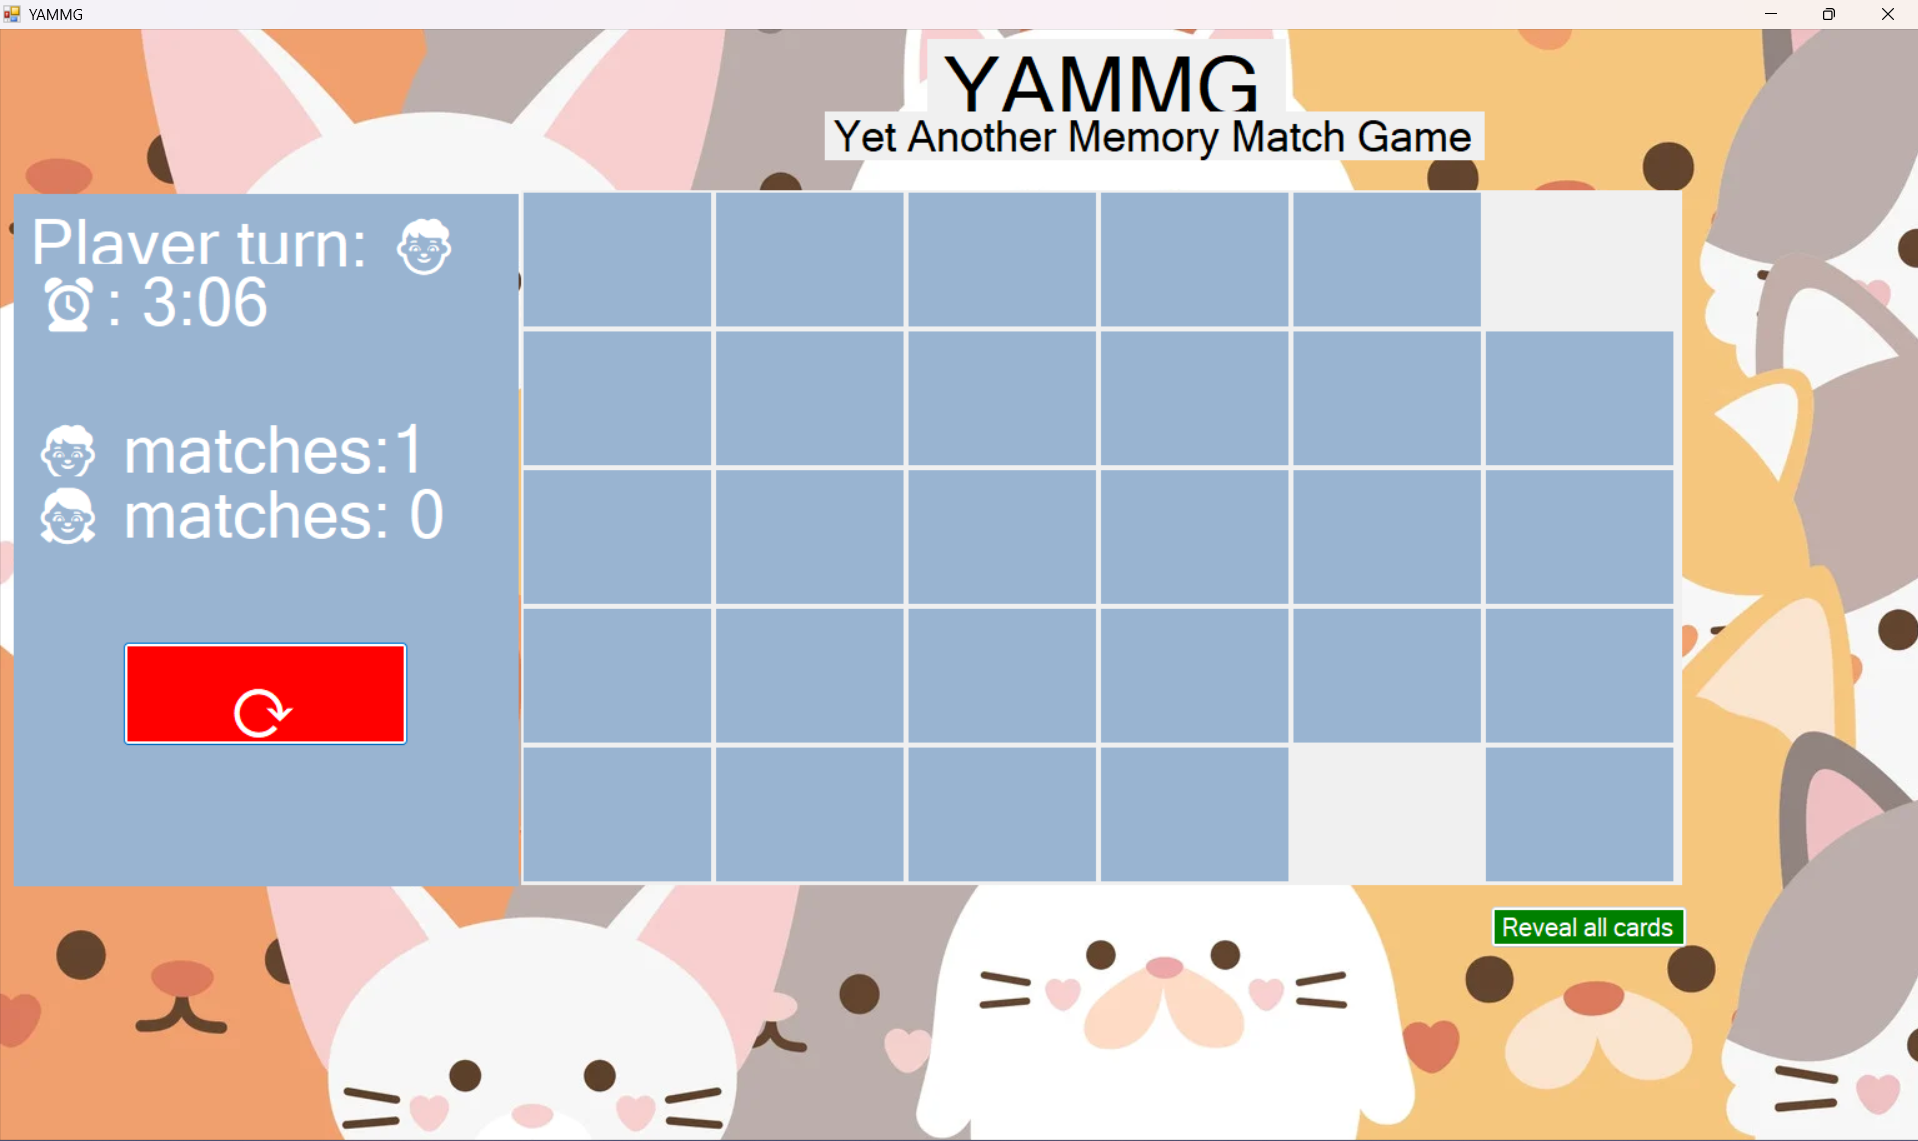 YAMMG
YAMMG
Yet Another Memory Match Game
Player turn:
: 3:06
matches:1
matches: 0
Reveal all cards